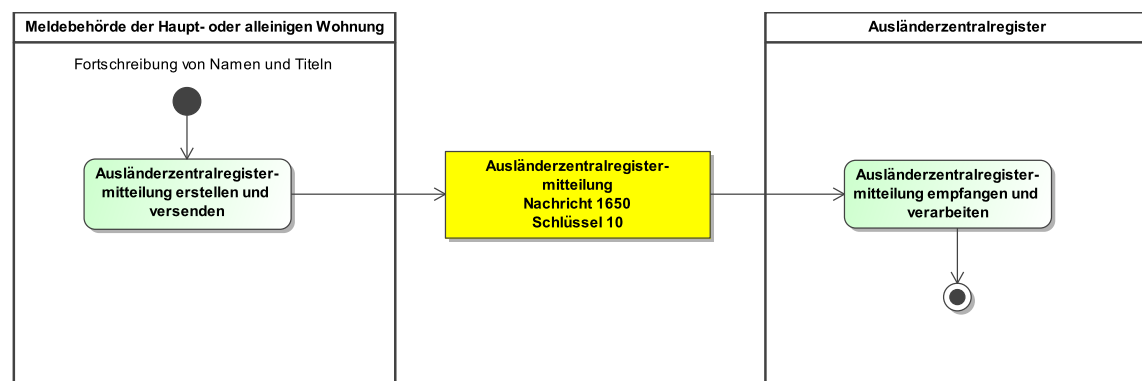 Meldebehörde der Haupt- oder alleinigen Wohnung
Ausländerzentralregister
Fortschreibung von Namen und Titeln
Ausländerzentralregister-
mitteilung erstellen und
versenden
Ausländerzentralregister-
mitteilung
Nachricht 1650
Schlüssel 10
Ausländerzentralregister-
mitteilung empfangen und
verarbeiten